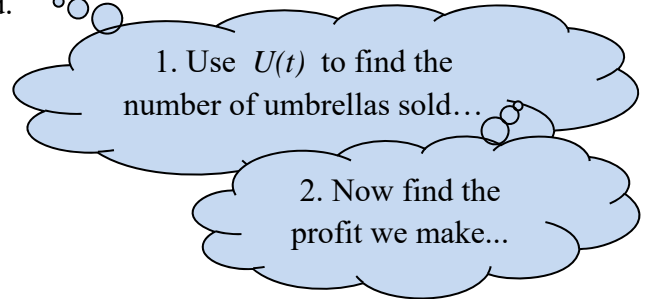 1. Use U(t) to find the
number of umbrellas sold…
2. Now find the
profit we make...